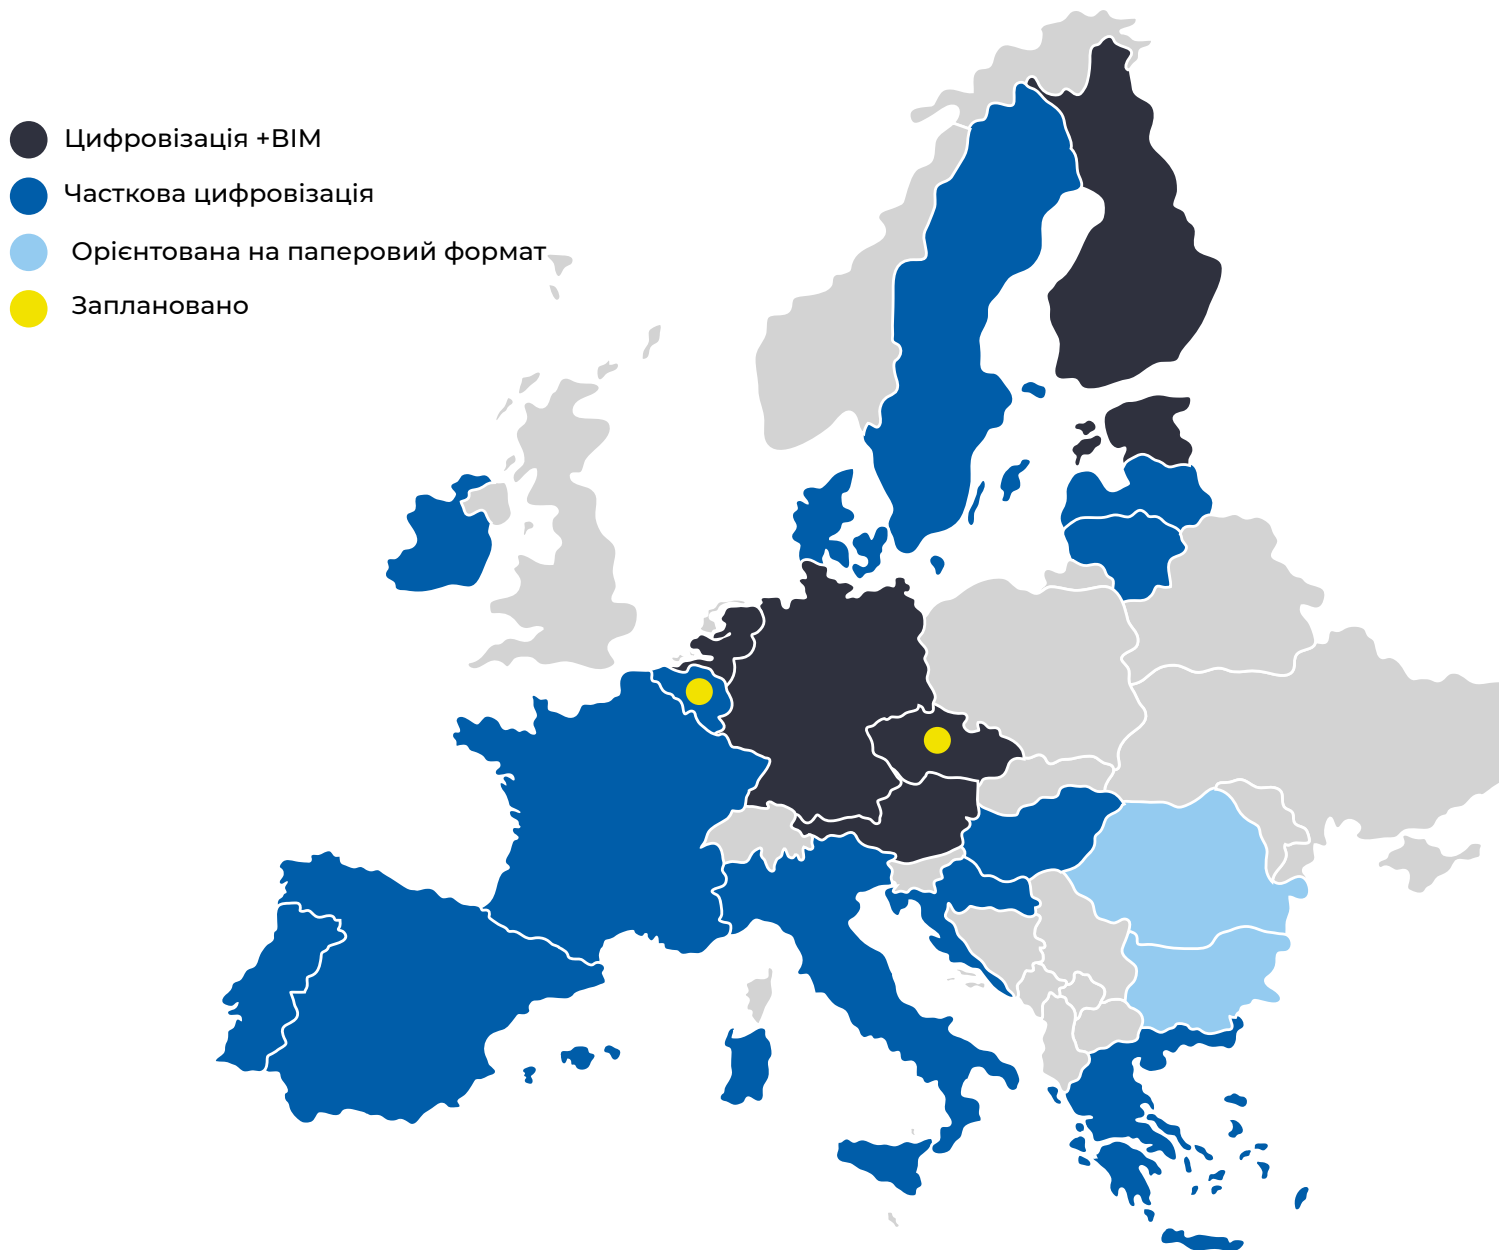 Цифровізація +BIM
Часткова цифровізація
Орієнтована на паперовий формат
Заплановано